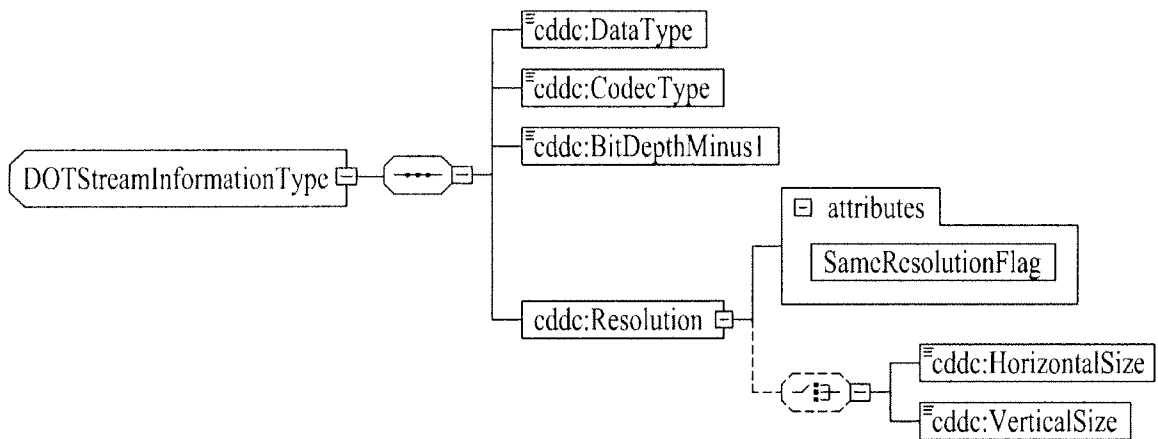 cddc:DataType
cddc:CodecType
cddc:BitDepthMinus1
DOTStreamInformationType
attributes
SameResolutionFlag
cddc:Resolution
cddc:HorizontalSize
cddc:VerticalSize